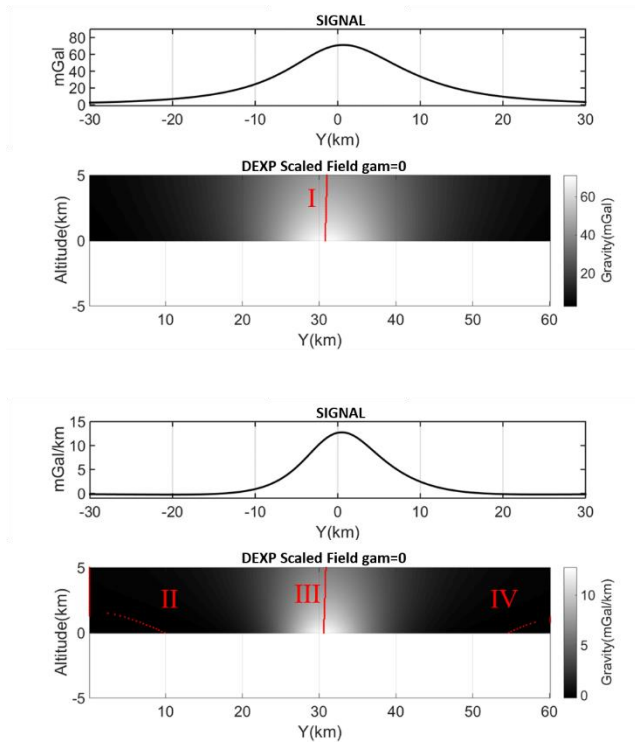 SIGNAL
mGal
80
60
40
20
0
-30 -20 -10 0 10 20 30
Y(km)
DEXP Scaled Field gam=0
Altitude(km)
5
0
-5
I
0 10 20 30 40 50 60
Y(km)
60
40
20
Gravity(mGal)
SIGNAL
mGal/km
15
10
5
0
-30 -20 -10 0 10 20 30
Y(km)
DEXP Scaled Field gam=0
Altitude(km)
5
0
-5
II III IV
0 10 20 30 40 50 60
Y(km)
10
5
0
Gravity(mGal/km)